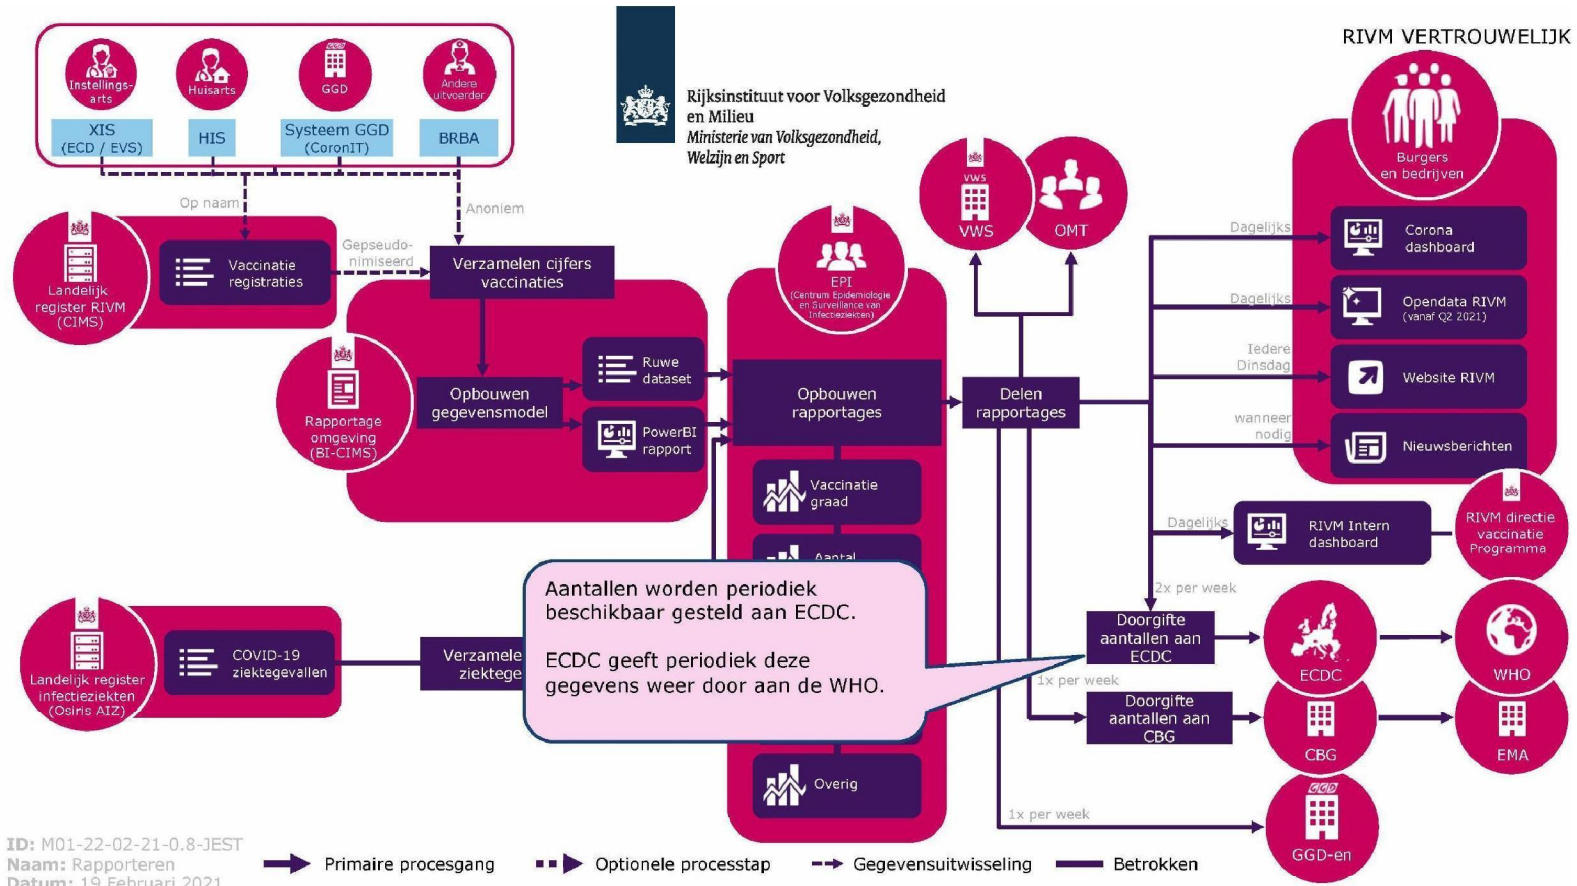 RIVM VERTROUWELIJK
Instellings-
arts
Huisarts
GGD
GGD
Andere
uitvoerder
XIS
(ECD / EVS)
HIS
Systeem GGD
(CoronIT)
BRBA
Rijksinstituut voor Volksgezondheid
en Milieu
Ministerie van Volksgezondheid,
Welzijn en Sport
Op naam
Anoniem
Gepseudo-
nimiseerd
Landelijk
register RIVM
(CIMS)
Vaccinatie
registraties
Verzamelen cijfers
vaccinaties
Rapportage
omgeving
(BI-CIMS)
Opbouwen
gegevensmodel
Ruwe
dataset
PowerBI
rapport
EPI
(Centrum Epidemiologie
en Surveillance van
Infectieziekten)
Opbouwen
rapportages
Vaccinatie
graad
Aantal
Overig
vws
VWS
OMT
Delen
rapportages
Burgers
en bedrijven
Dagelijks
Corona
dashboard
Dagelijks
Opendata RIVM
(vanaf Q2 2021)
Iedere
Dinsdag
Website RIVM
wanneer
nodig
Nieuwsberichten
Dagelijks
RIVM Intern
dashboard
RIVM directie
vaccinatie
Programma
2x per week
Doorgifte
aantallen aan
ECDC
ECDC
WHO
1x per week
Doorgifte
aantallen aan
CBG
CBG
EMA
1x per week
GGD
GGD-en
Landelijk register
infectieziekten
(Osiris AIZ)
COVID-19
ziektegevallen
Verzamele
ziektege
Aantallen worden periodiek
beschikbaar gesteld aan ECDC.
ECDC geeft periodiek deze
gegevens weer door aan de WHO.
ID: M01-22-02-21-0.8-JEST
Naam: Rapporteren
Datum: 19 Februari 2021
Primaire procesgang
Optionele processtap
Gegevensuitwisseling
Betrokken